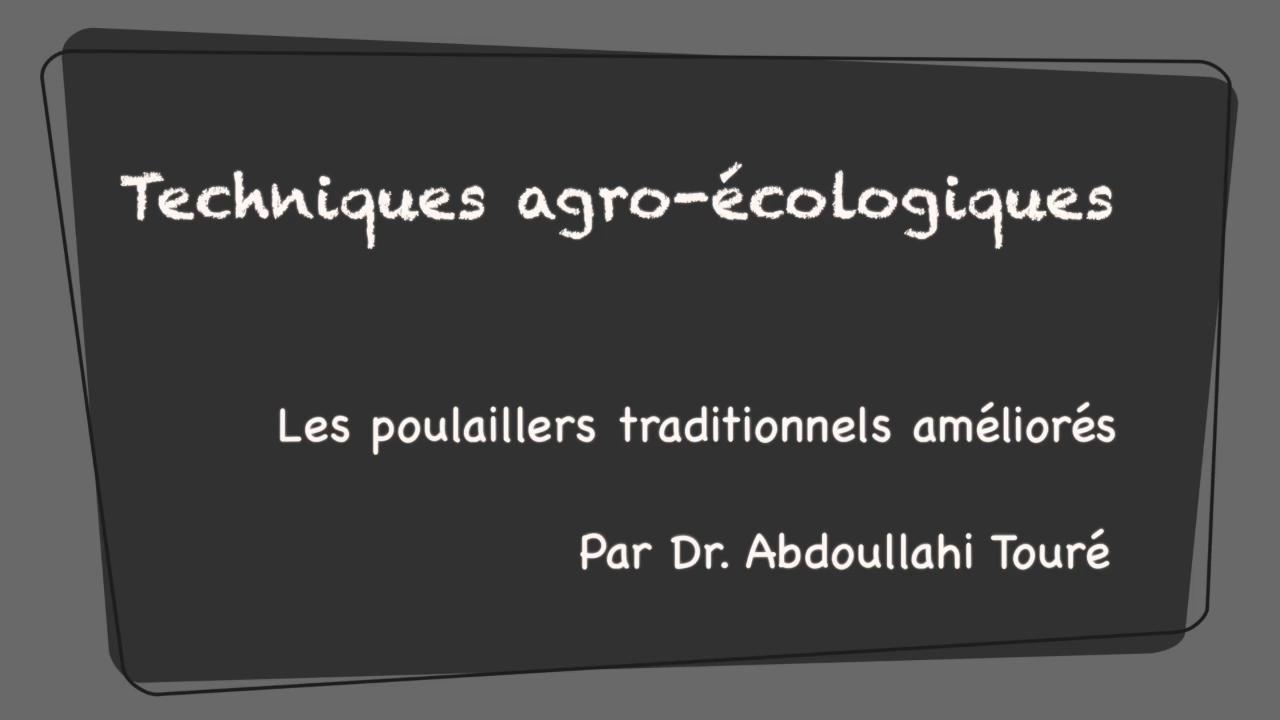 Techniques agro-écologiques
Les poulaillers traditionnels améliorés
Par Dr. Abdoullahi Touré